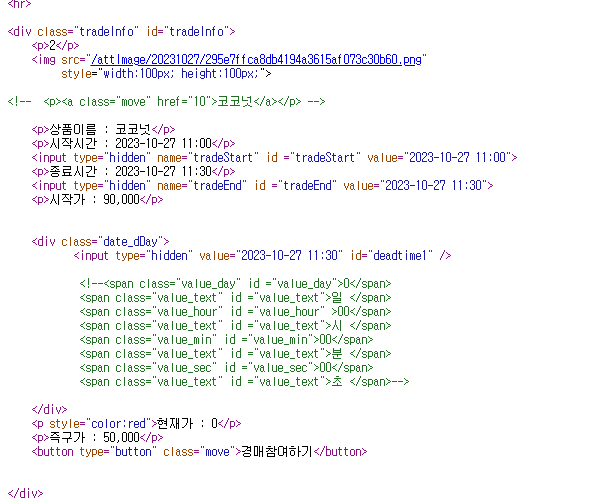 <hr>
<div class="tradeInfo" id="tradeInfo">
<p>2</p>
<img src="/attImage/20231027/295e7ffca8db4194a3615af073c30b60.png"
style="width:100px; height:100px;">
<!--  <p><a class="move" href="10">코코넛</a></p> -->
<p>상품이름 : 코코넛</p>
<p>시작시간 : 2023-10-27 11:00</p>
<input type="hidden" name="tradeStart" id ="tradeStart" value="2023-10-27 11:00">
<p>종료시간 : 2023-10-27 11:30</p>
<input type="hidden" name="tradeEnd" id ="tradeEnd" value="2023-10-27 11:30">
<p>시작가 : 90,000</p>
<div class="date_dDay">
<input type="hidden" value="2023-10-27 11:30" id="deadtime1" />
<!--<span class="value_day" id ="value_day">0</span>
<span class="value_text" id ="value_text">일 </span>
<span class="value_hour" id ="value_hour" >00</span>
<span class="value_text" id ="value_text">시 </span>
<span class="value_min" id ="value_min">00</span>
<span class="value_text" id ="value_text">분 </span>
<span class="value_sec" id ="value_sec">00</span>
<span class="value_text" id ="value_text">초 </span>-->
</div>
<p style="color:red">현재가 : 0</p>
<p>즉구가 : 50,000</p>
<button type="button" class="move">경매참여하기</button>
</div>